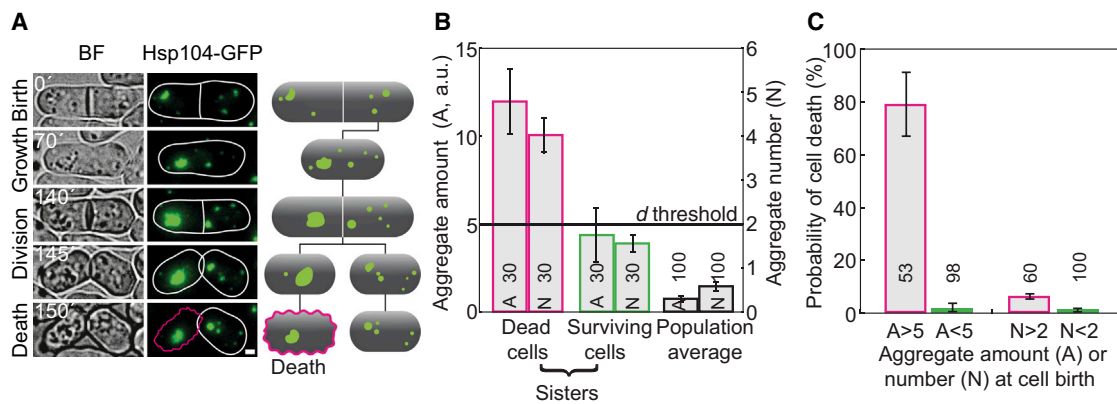 A
BF
Hsp104-GFP
Birth
0´
Growth
70´
Division
140´
145´
Death
150´
Death
B
Aggregate amount (A, a.u.)
15
10
5
0
6
5
4
3
2
1
0
Aggregate number (N)
d threshold
A 30
N 30
A 30
N 30
A 100
N 100
Dead cells
Surviving cells
Population average
Sisters
C
Probability of cell death (%)
100
80
60
40
20
0
53
98
60
100
A>5 A<5 N>2 N<2
Aggregate amount (A) or
number (N) at cell birth